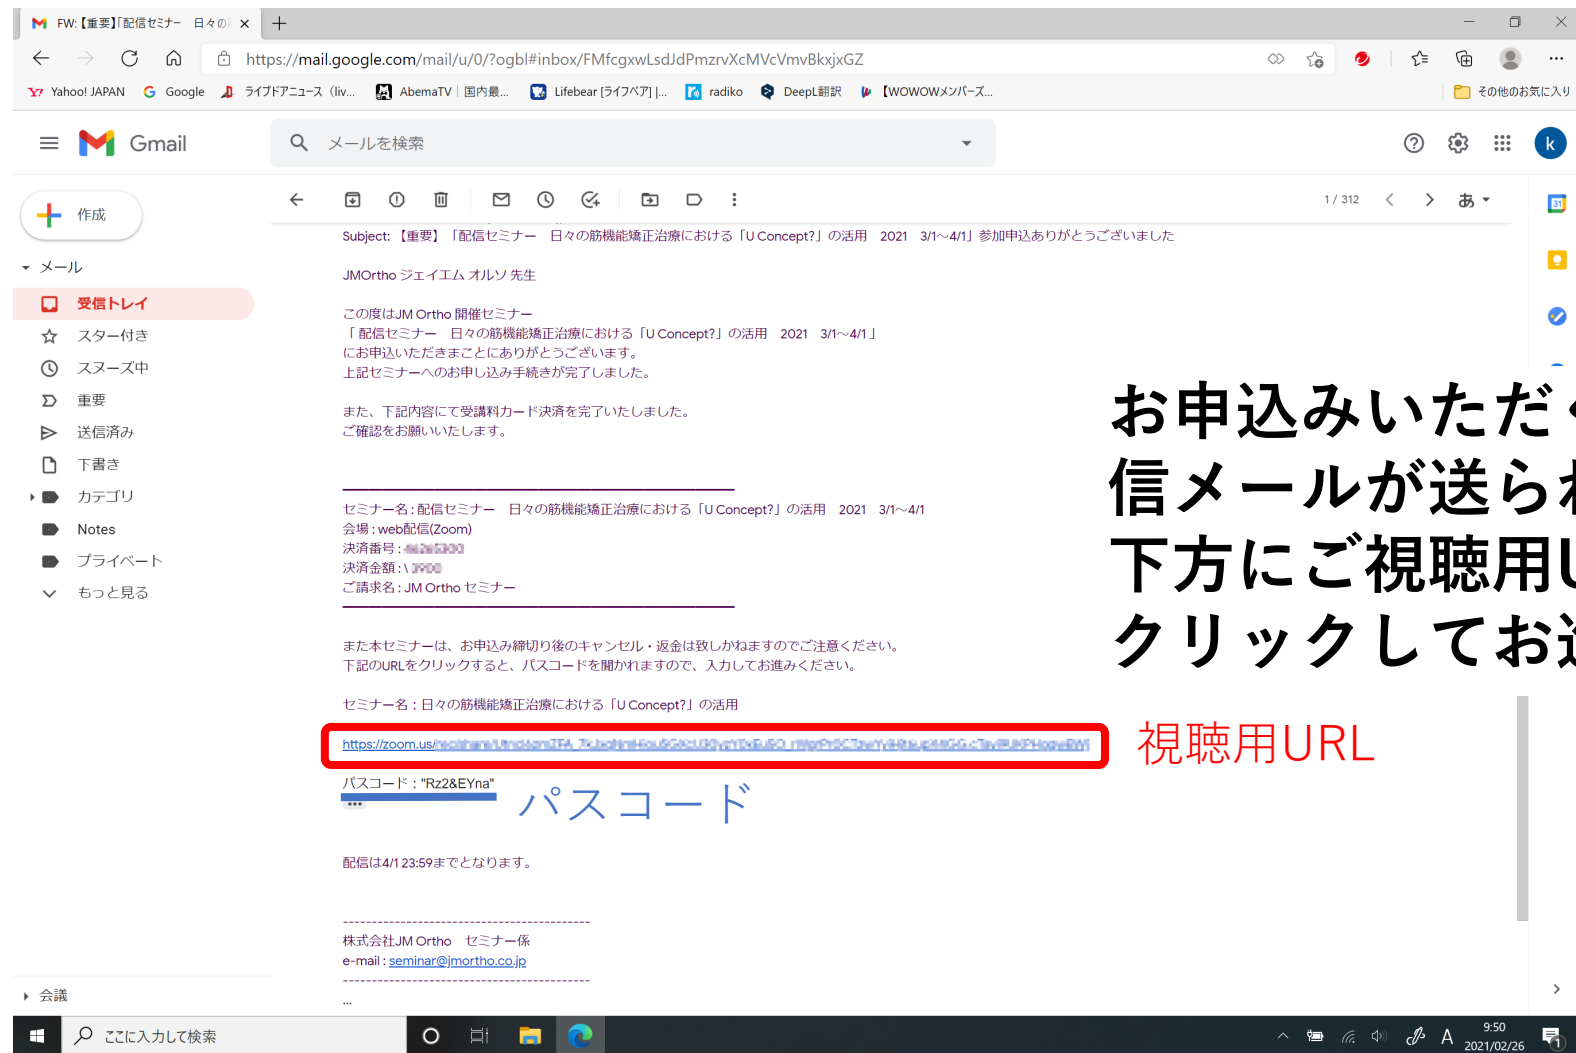 FW:【重要】「配信セミナー　日々の
https://mail.google.com/mail/u/0/?ogbl#inbox/FMfcgxwLsdJdPmzrvXcMVcVmvBkxjxGZ
Yahoo! JAPAN
Google
ライブドアニュース（liv...
AbemaTV｜国内最...
Lifebear [ライフベア] |...
radiko
DeepL翻訳
【WOWOWメンバーズ...
その他のお気に入り
Gmail
メールを検索
k
作成
1 / 312
あ
31
メール
受信トレイ
スター付き
スヌーズ中
重要
送信済み
下書き
カテゴリ
Notes
プライベート
もっと見る
会議
Subject: 【重要】「配信セミナー　日々の筋機能矯正治療における「U Concept?」の活用　2021　3/1～4/1」参加申込ありがとうございました
JMOrtho ジェイエム オルソ 先生
この度はJM Ortho 開催セミナー
「 配信セミナー　日々の筋機能矯正治療における「U Concept?」の活用　2021　3/1～4/1 」
にお申込いただきまことにありがとうございます。
上記セミナーへのお申し込み手続きが完了しました。
また、下記内容にて受講料カード決済を完了いたしました。
ご確認をお願いいたします。
セミナー名 : 配信セミナー　日々の筋機能矯正治療における「U Concept?」の活用　2021　3/1～4/1
会場 : web配信(Zoom)
決済番号 :
決済金額 : \
ご請求名 : JM Ortho セミナー
また本セミナーは、お申込み締切り後のキャンセル・返金は致しかねますのでご注意ください。
下記のURLをクリックすると、パスコードを聞かれますので、入力してお進みください。
セミナー名：日々の筋機能矯正治療における「U Concept?」の活用
https://zoom.us/
視聴用URL
パスコード："Rz2&EYna"
パスコード
配信は4/1 23:59までとなります。
------------------------------------------
株式会社JM Ortho　セミナー係
e-mail : seminar@jmortho.co.jp
------------------------------------------
...
お申込みいただく
信メールが送られ
下方にご視聴用U
クリックしてお進
ここに入力して検索
A
9:50
2021/02/26
1